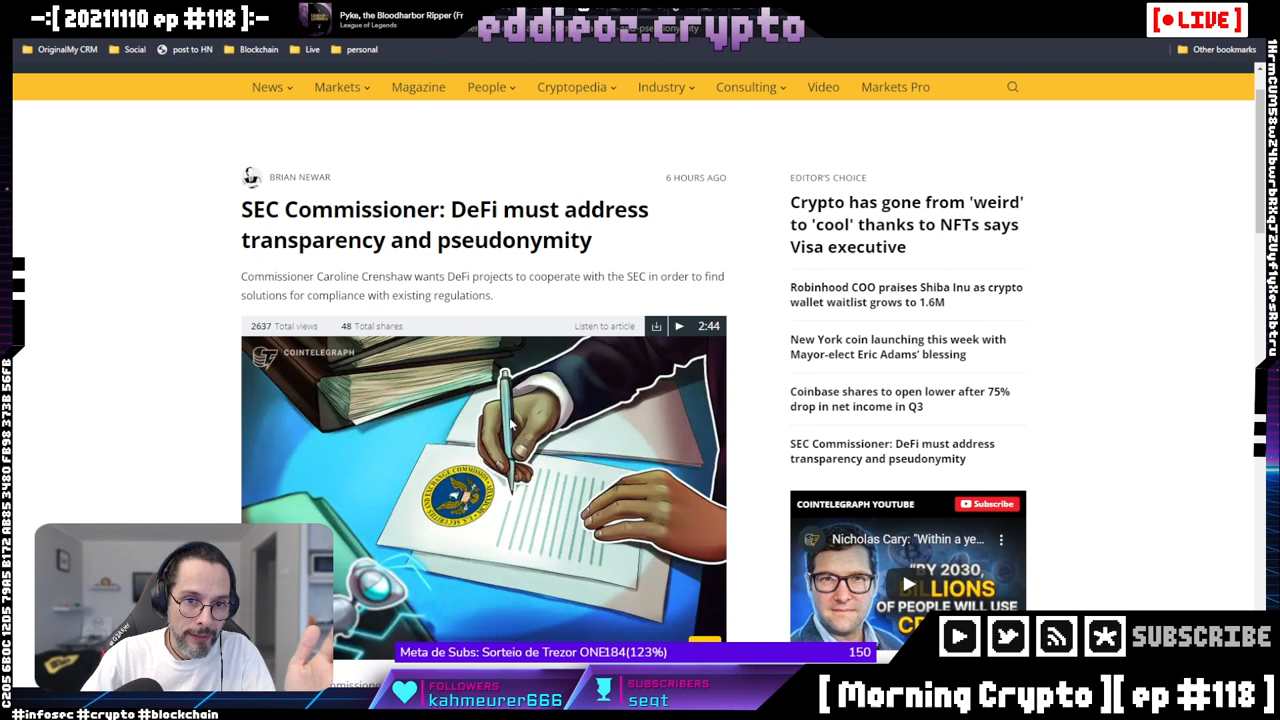 -:[ 20211110 ep #118 ]:-
Pyke, the Bloodharbor Ripper (Fr
League of Legends
eddieoz.crypto
[ ● LIVE ]
OriginalMy CRM
Social
post to HN
Blockchain
Live
personal
Other bookmarks
News
Markets
Magazine
People
Cryptopedia
Industry
Consulting
Video
Markets Pro
BRIAN NEWAR
6 HOURS AGO
SEC Commissioner: DeFi must address
transparency and pseudonymity
Commissioner Caroline Crenshaw wants DeFi projects to cooperate with the SEC in order to find
solutions for compliance with existing regulations.
2637 Total views
48 Total shares
Listen to article
2:44
COINTELEGRAPH
EDITOR'S CHOICE
Crypto has gone from 'weird'
to 'cool' thanks to NFTs says
Visa executive
Robinhood COO praises Shiba Inu as crypto
wallet waitlist grows to 1.6M
New York coin launching this week with
Mayor-elect Eric Adams' blessing
Coinbase shares to open lower after 75%
drop in net income in Q3
SEC Commissioner: DeFi must address
transparency and pseudonymity
COINTELEGRAPH YOUTUBE
Subscribe
Nicholas Cary: "Within a ye...
"BY 2030,
BILLIONS
OF PEOPLE WILL USE
Meta de Subs: Sorteio de Trezor ONE184(123%)
150
FOLLOWERS
kahmeurer666
SUBSCRIBERS
seqt
SUBSCRIBE
[ Morning Crypto ][ ep #118 ]
#infosec #crypto #blockchain